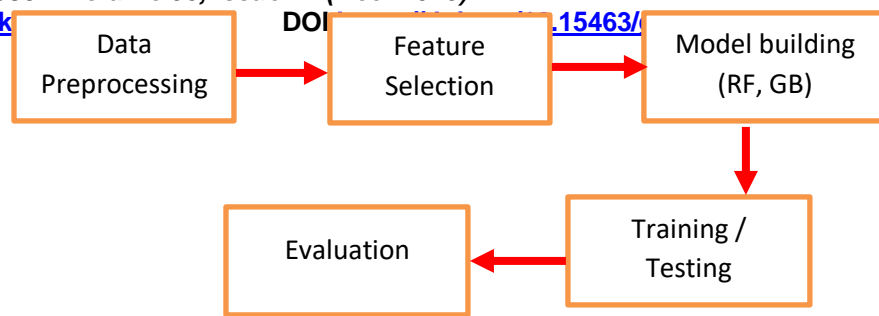 DOI
.15463/
Data
Preprocessing
Feature
Selection
Model building
(RF, GB)
Training /
Testing
Evaluation